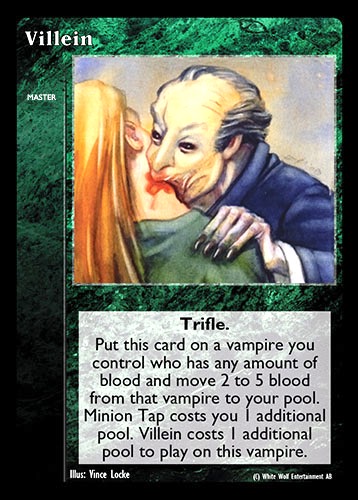 Villein
MASTER
Trifle.
Put this card on a vampire you
control who has any amount of
blood and move 2 to 5 blood
from that vampire to your pool.
Minion Tap costs you 1 additional
pool. Villein costs 1 additional
pool to play on this vampire.
Illus: Vince Locke
(C) White Wolf Entertainment AB